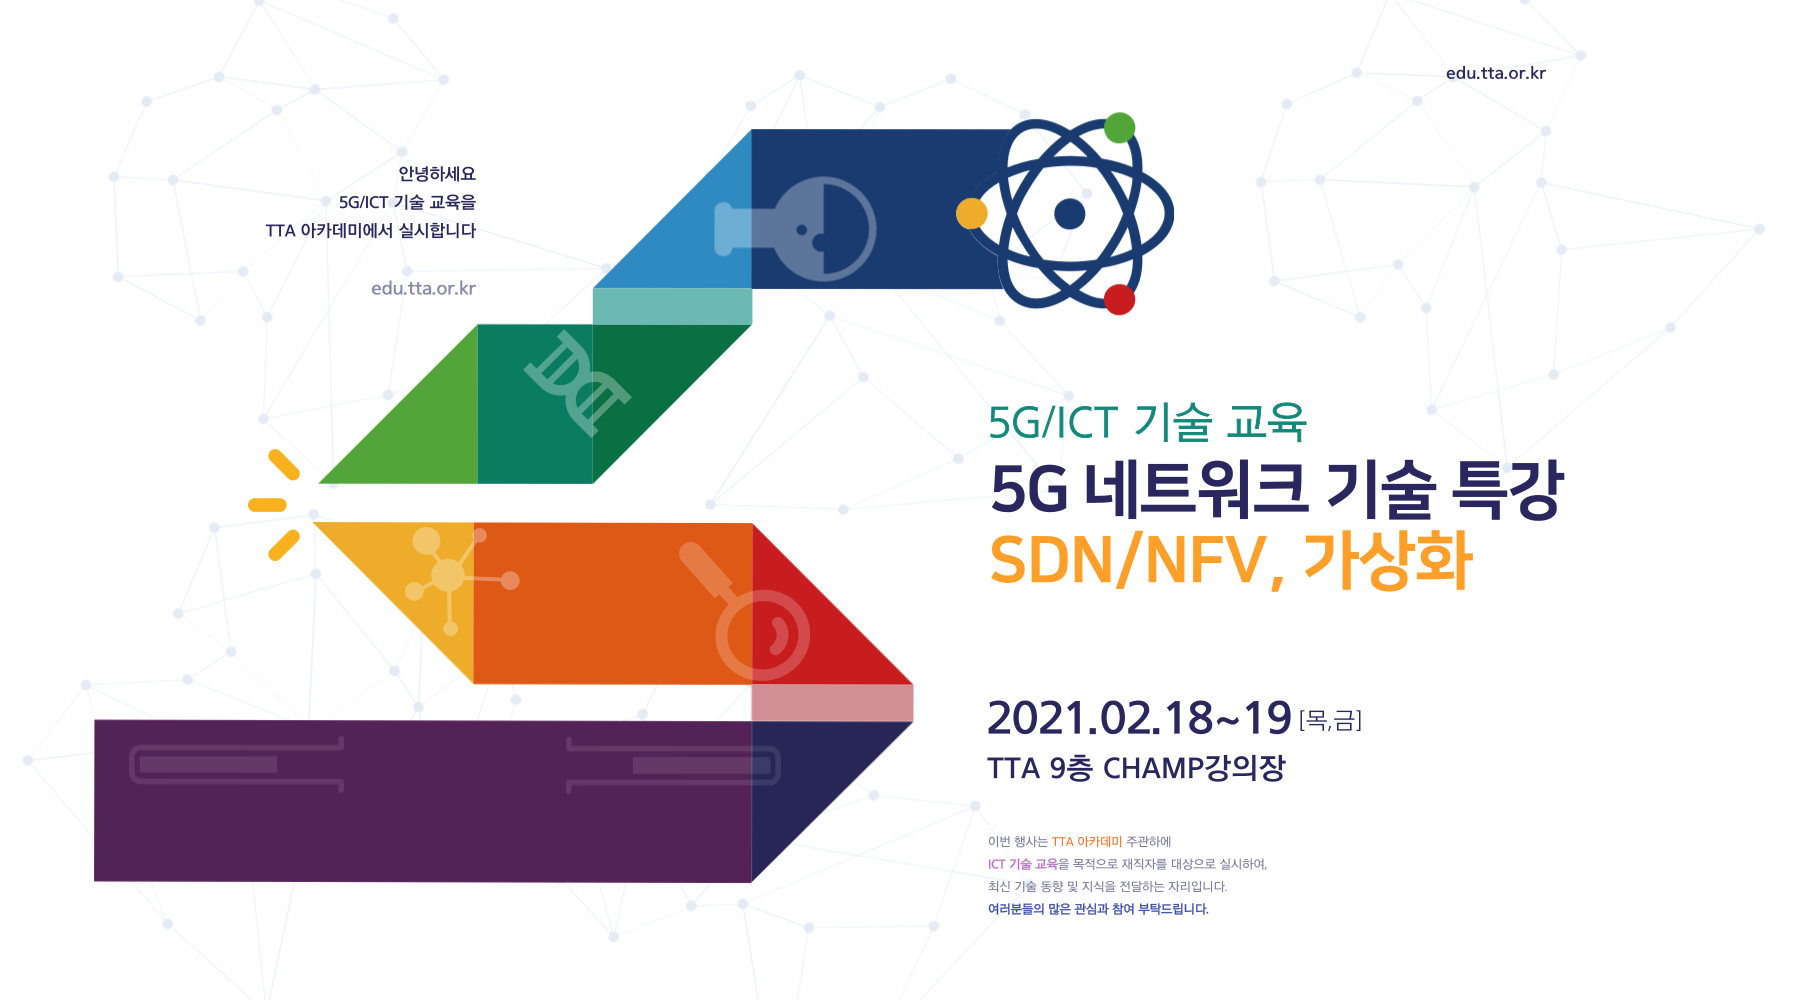 edu.tta.or.kr
안녕하세요
5G/ICT 기술 교육을
TTA 아카데미에서 실시합니다
edu.tta.or.kr
5G/ICT 기술 교육
5G 네트워크 기술 특강
SDN/NFV, 가상화
2021.02.18~19 [목,금]
TTA 9층 CHAMP강의장
이번 행사는 TTA 아카데미 주관하에
ICT 기술 교육을 목적으로 재직자를 대상으로 실시하여,
최신 기술 동향 및 지식을 전달하는 자리입니다.
여러분들의 많은 관심과 참여 부탁드립니다.